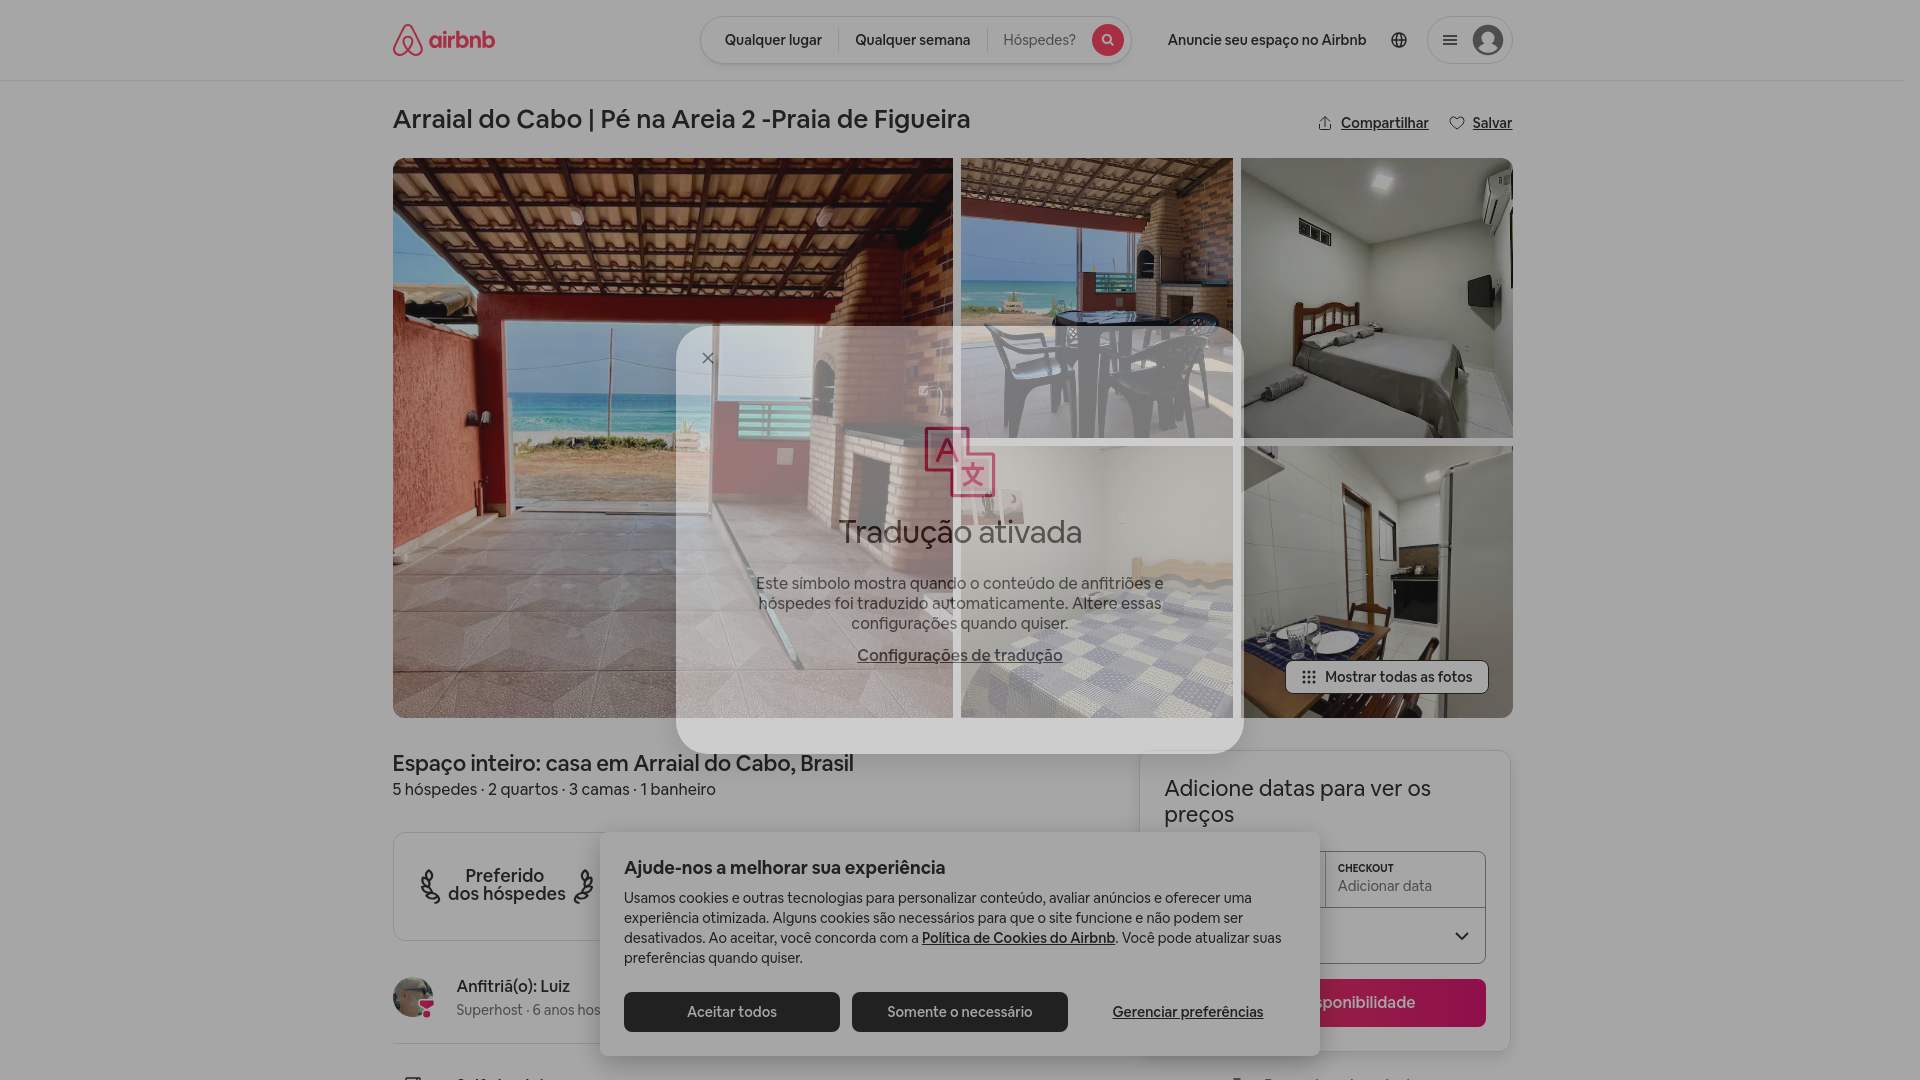 airbnb
Qualquer lugar
Qualquer semana
Hóspedes?
Anuncie seu espaço no Airbnb
Arraial do Cabo | Pé na Areia 2 -Praia de Figueira
Compartilhar
Salvar
A
文
Tradução ativada
Este símbolo mostra quando o conteúdo de anfitriões e
hóspedes foi traduzido automaticamente. Altere essas
configurações quando quiser.
Configurações de tradução
Mostrar todas as fotos
Espaço inteiro: casa em Arraial do Cabo, Brasil
5 hóspedes · 2 quartos · 3 camas · 1 banheiro
Adicione datas para ver os
preços
CHECKOUT
Adicionar data
Preferido
dos hóspedes
Ajude-nos a melhorar sua experiência
Usamos cookies e outras tecnologias para personalizar conteúdo, avaliar anúncios e oferecer uma
experiência otimizada. Alguns cookies são necessários para que o site funcione e não podem ser
desativados. Ao aceitar, você concorda com a Política de Cookies do Airbnb. Você pode atualizar suas
preferências quando quiser.
Anfitriã(o): Luiz
Superhost · 6 anos hos
Aceitar todos
Somente o necessário
Gerenciar preferências
sponibilidade